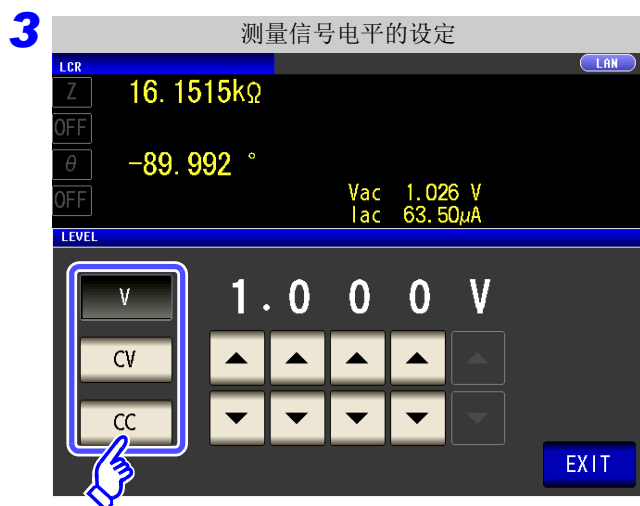 3 测量信号电平的设定
LCR LAN
Z 16.1515kΩ
OFF
θ -89.992 °
OFF Vac 1.026 V
Iac 63.50μA
LEVEL
V 1.000 V
CV
CC
EXIT